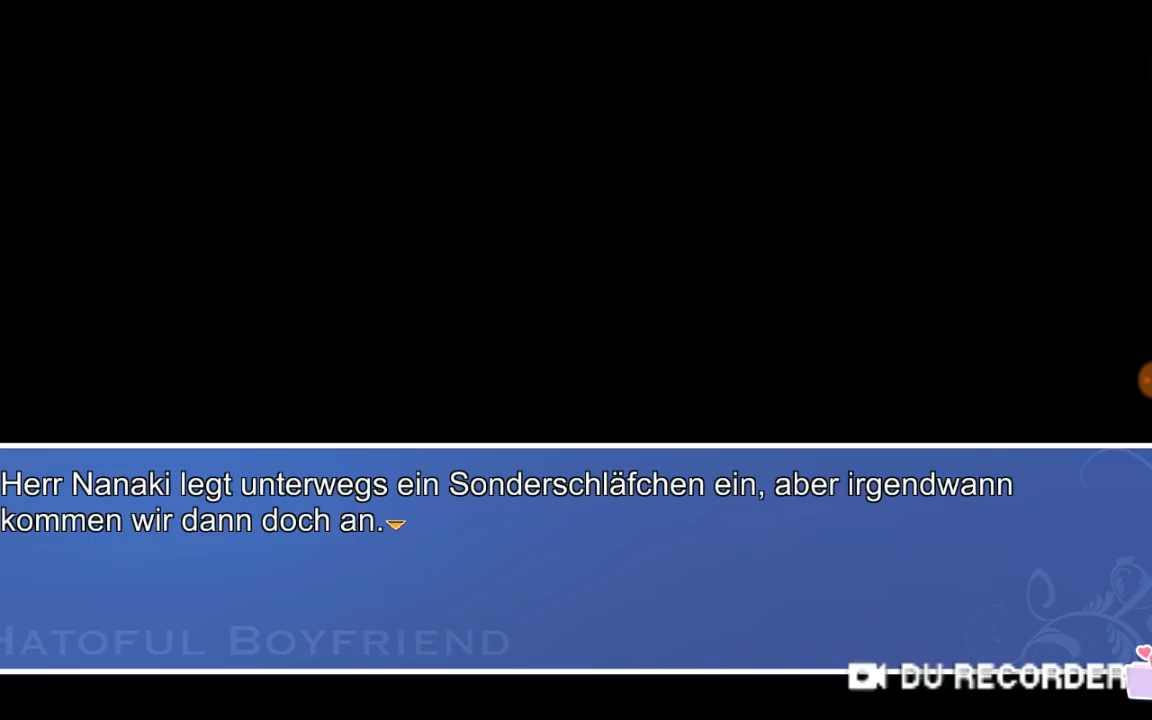 Herr Nanaki legt unterwegs ein Sonderschläfchen ein, aber irgendwann
kommen wir dann doch an.
HATOFUL BOYFRIEND
DU RECORDER